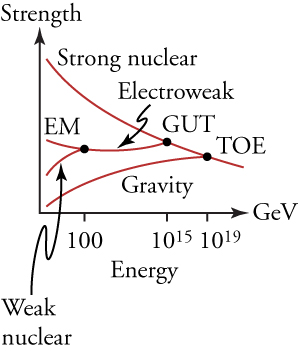 Strength
Strong nuclear
Electroweak
EM
GUT
TOE
Gravity
GeV
100
10¹⁵
10¹⁹
Energy
Weak
nuclear